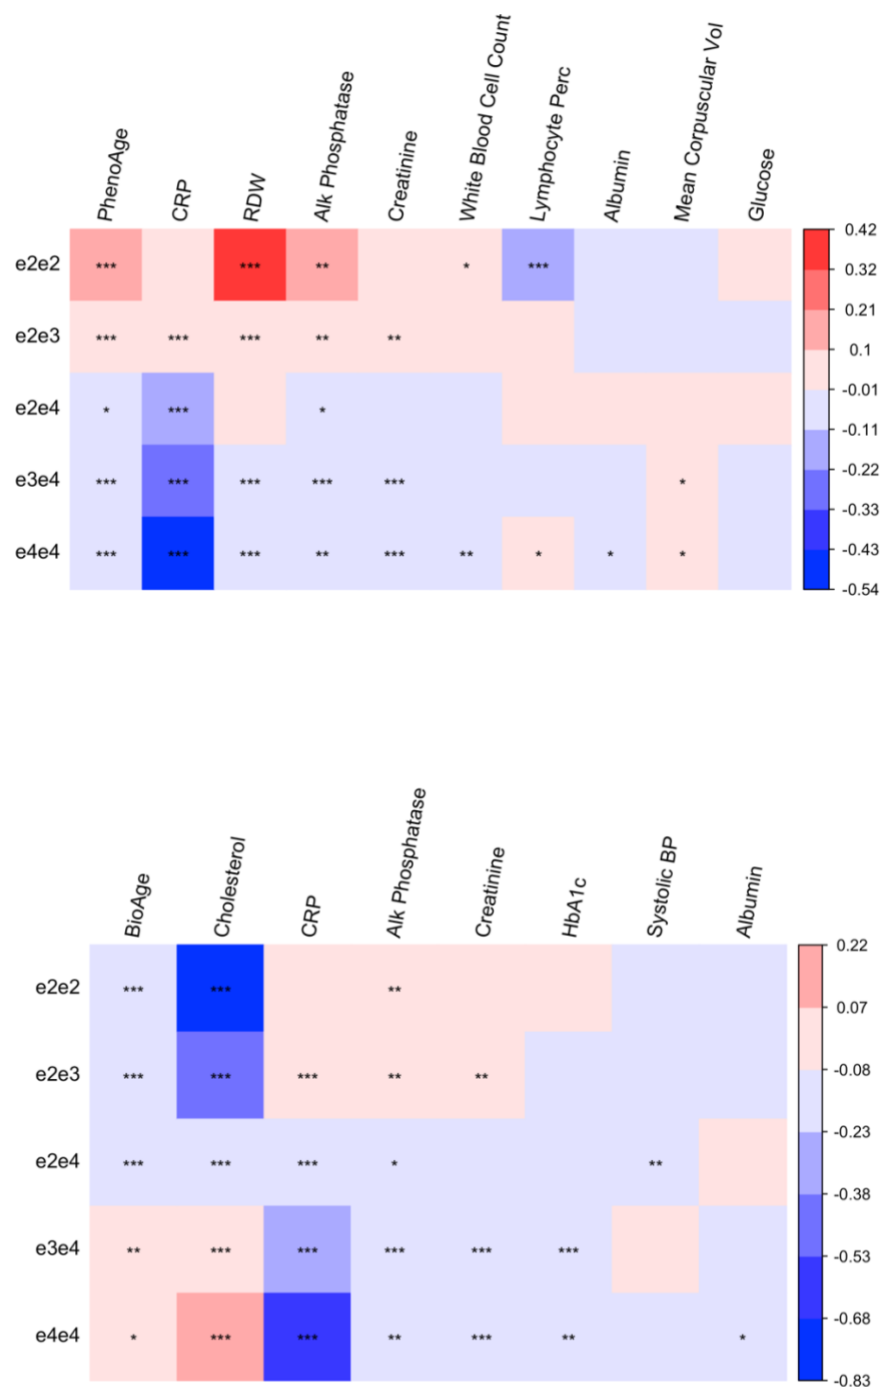 PhenoAge CRP RDW Alk Phosphatase Creatinine White Blood Cell Count Lymphocyte Perc Albumin Mean Corpuscular Vol Glucose
e2e2 *** *** ** * ***
e2e3 *** *** *** ** **
e2e4 * *** *
e3e4 *** *** *** *** *** *
e4e4 *** *** *** ** *** ** * * *
0.42
0.32
0.21
0.1
-0.01
-0.11
-0.22
-0.33
-0.43
-0.54
BioAge Cholesterol CRP Alk Phosphatase Creatinine HbA1c Systolic BP Albumin
e2e2 *** *** **
e2e3 *** *** *** ** **
e2e4 *** *** *** * **
e3e4 ** *** *** *** *** ***
e4e4 * *** *** ** *** ** *
0.22
0.07
-0.08
-0.23
-0.38
-0.53
-0.68
-0.83